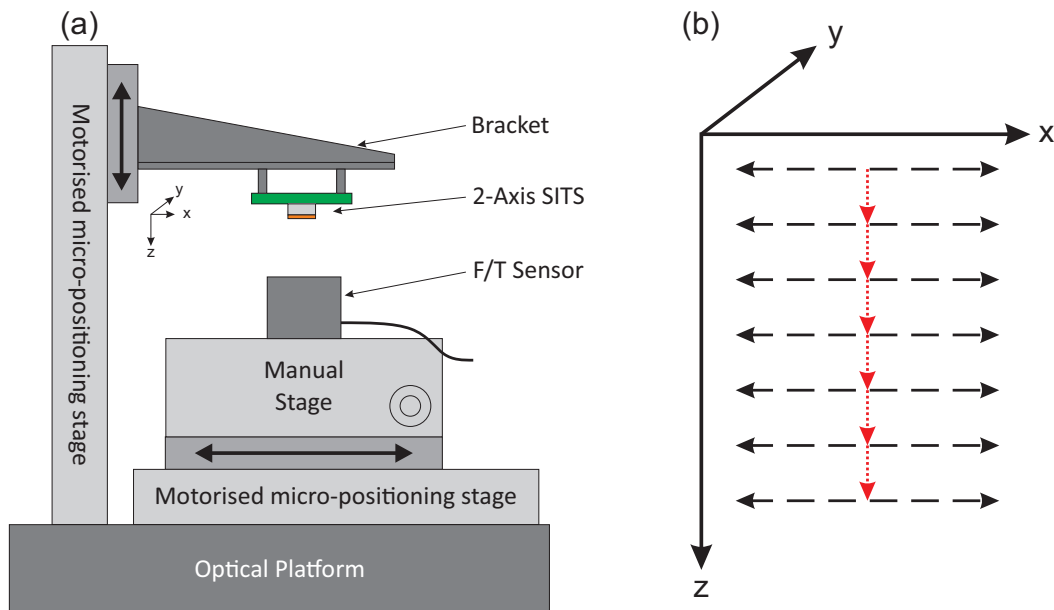 (a)
Motorised micro-positioning stage
Bracket
2-Axis SITS
y
x
z
F/T Sensor
Manual
Stage
Motorised micro-positioning stage
Optical Platform
(b)
y
x
z